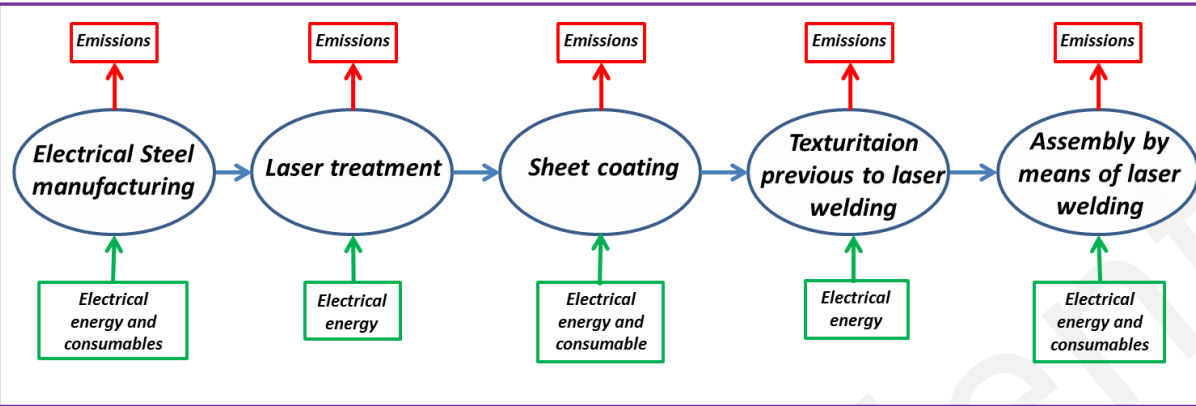 Emissions
Emissions
Emissions
Emissions
Emissions
Electrical Steel
manufacturing
Laser treatment
Sheet coating
Texturitaion
previous to laser
welding
Assembly by
means of laser
welding
Electrical
energy and
consumables
Electrical
energy
Electrical
energy and
consumable
Electrical
energy
Electrical
energy and
consumables